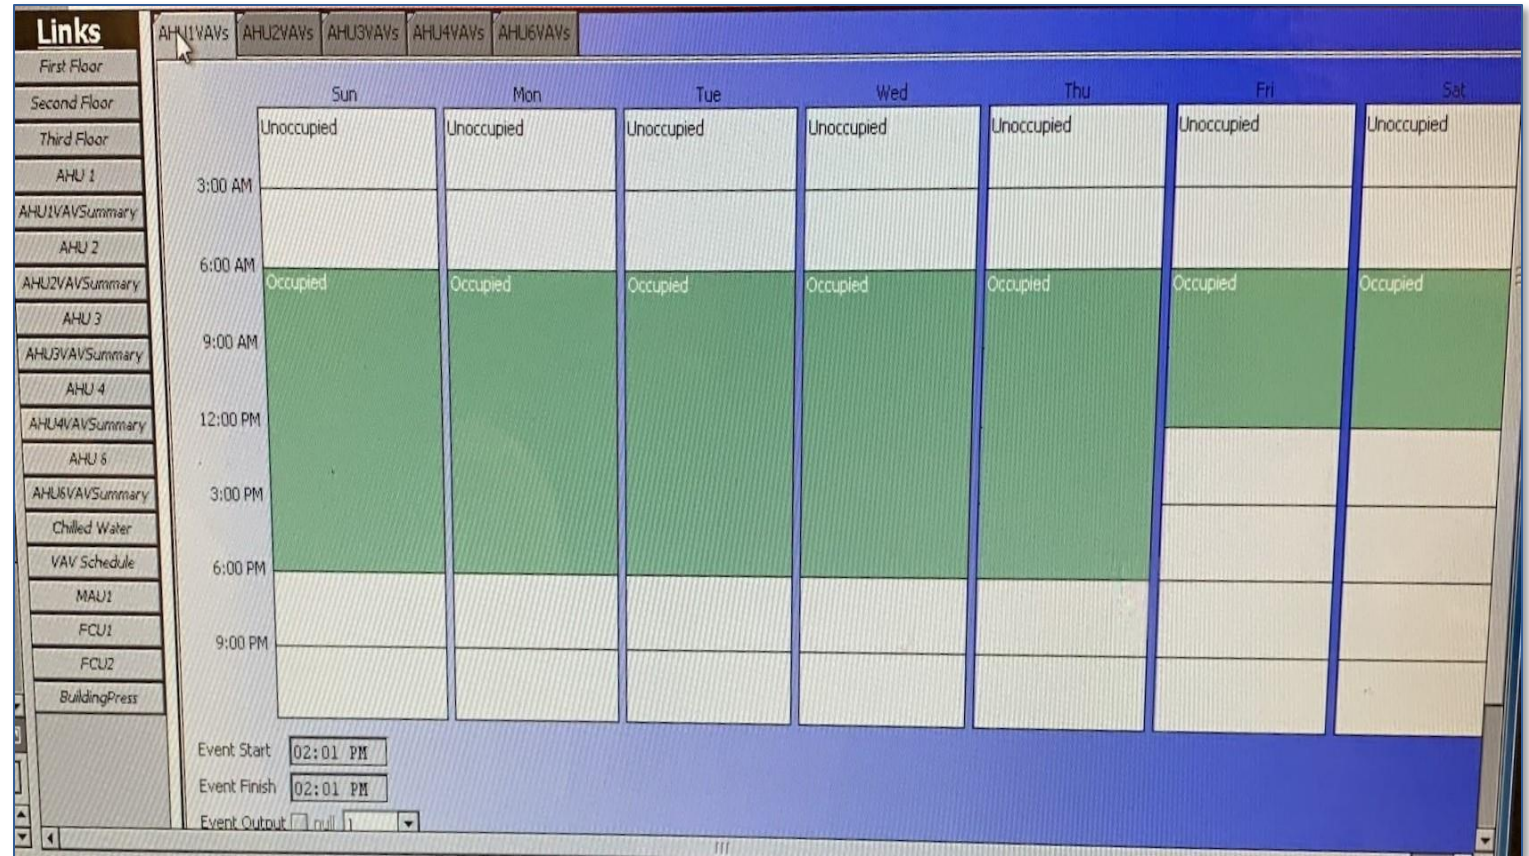 Links
First Floor
Second Floor
Third Floor
AHU 1
AHU1VAVSummary
AHU 2
AHU2VAVSummary
AHU 3
AHU3VAVSummary
AHU 4
AHU4VAVSummary
AHU 6
AHU6VAVSummary
Chilled Water
VAV Schedule
MAU1
FCU1
FCU2
BuildingPress
AHU1VAVs AHU2VAVs AHU3VAVs AHU4VAVs AHU6VAVs
Sun Mon Tue Wed Thu Fri Sat
Unoccupied Unoccupied Unoccupied Unoccupied Unoccupied Unoccupied Unoccupied
3:00 AM
6:00 AM
Occupied Occupied Occupied Occupied Occupied Occupied Occupied
9:00 AM
12:00 PM
3:00 PM
6:00 PM
9:00 PM
Event Start 02:01 PM
Event Finish 02:01 PM
Event Output null 1